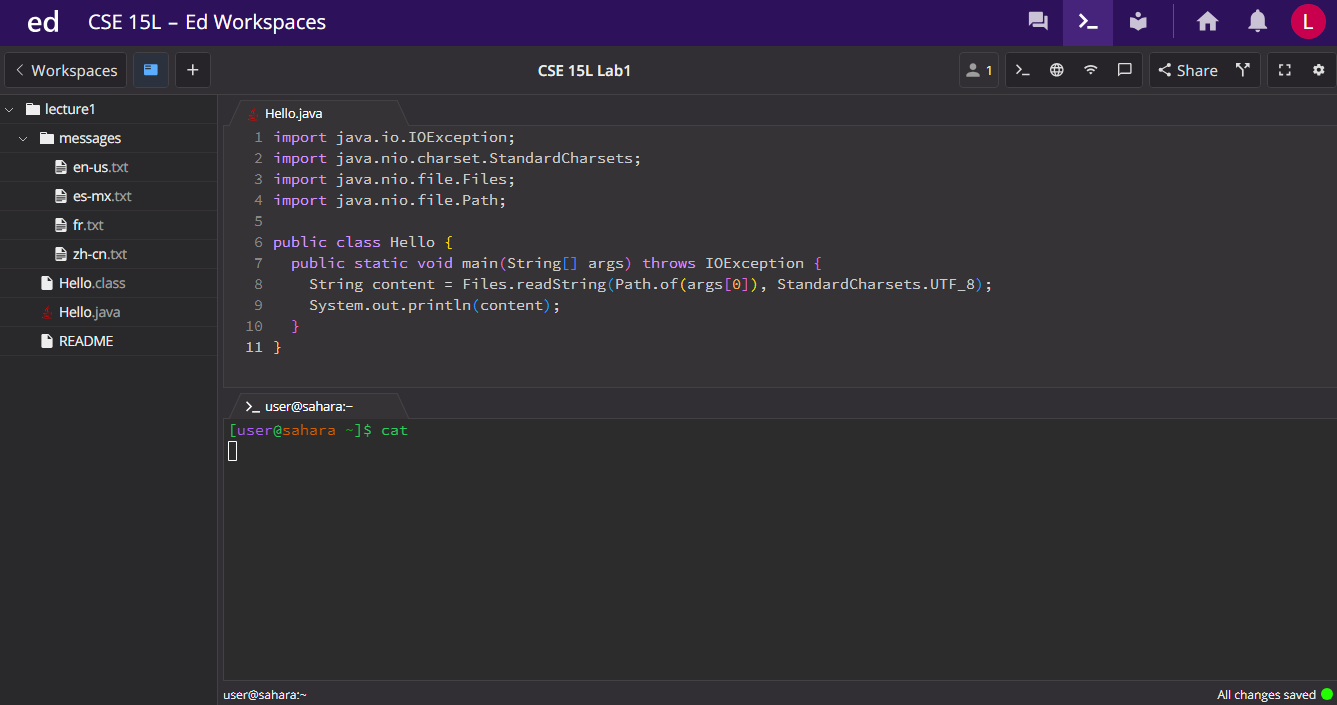 ed CSE 15L – Ed Workspaces L
Workspaces + CSE 15L Lab1 1 Share
lecture1
messages
en-us.txt
es-mx.txt
fr.txt
zh-cn.txt
Hello.class
Hello.java
README
Hello.java
1 import java.io.IOException;
2 import java.nio.charset.StandardCharsets;
3 import java.nio.file.Files;
4 import java.nio.file.Path;
5
6 public class Hello {
7   public static void main(String[] args) throws IOException {
8     String content = Files.readString(Path.of(args[0]), StandardCharsets.UTF_8);
9     System.out.println(content);
10   }
11 }
>_ user@sahara:~
[user@sahara ~]$ cat
user@sahara:~ All changes saved